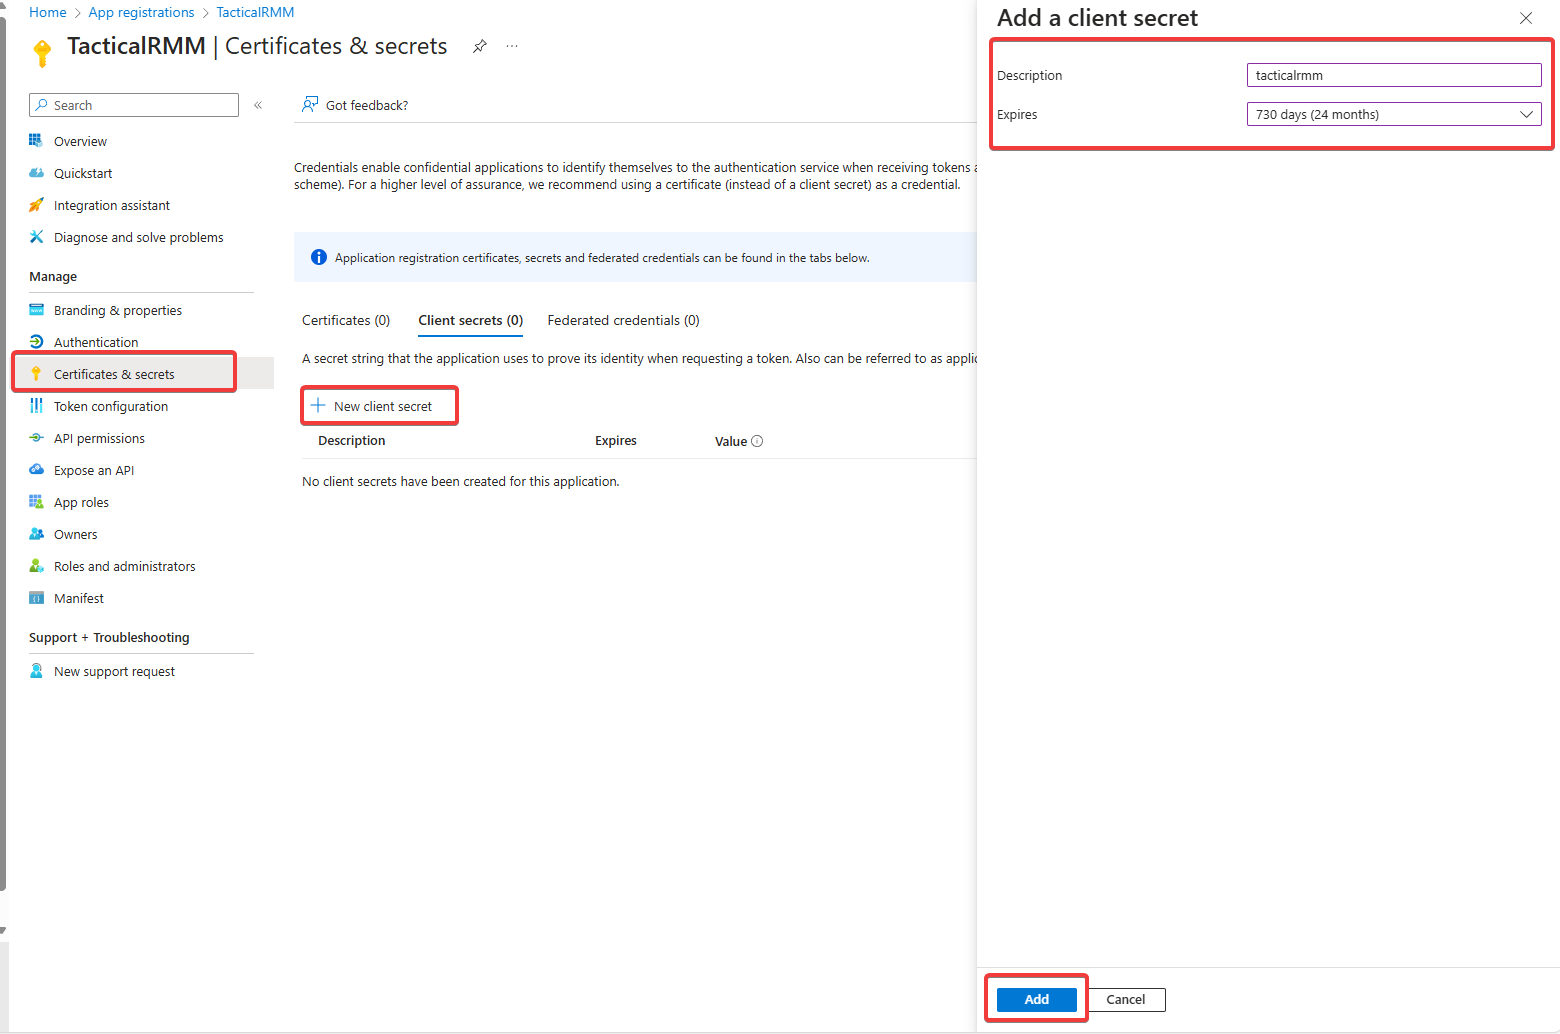 Home > App registrations > TacticalRMM
TacticalRMM | Certificates & secrets
Search
Overview
Quickstart
Integration assistant
Diagnose and solve problems
Manage
Branding & properties
Authentication
Certificates & secrets
Token configuration
API permissions
Expose an API
App roles
Owners
Roles and administrators
Manifest
Support + Troubleshooting
New support request
Got feedback?
Credentials enable confidential applications to identify themselves to the authentication service when receiving tokens
scheme). For a higher level of assurance, we recommend using a certificate (instead of a client secret) as a credential.
Application registration certificates, secrets and federated credentials can be found in the tabs below.
Certificates (0) Client secrets (0) Federated credentials (0)
A secret string that the application uses to prove its identity when requesting a token. Also can be referred to as
New client secret
Description Expires Value
No client secrets have been created for this application.
Add a client secret
Description tacticalrmm
Expires 730 days (24 months)
Add Cancel